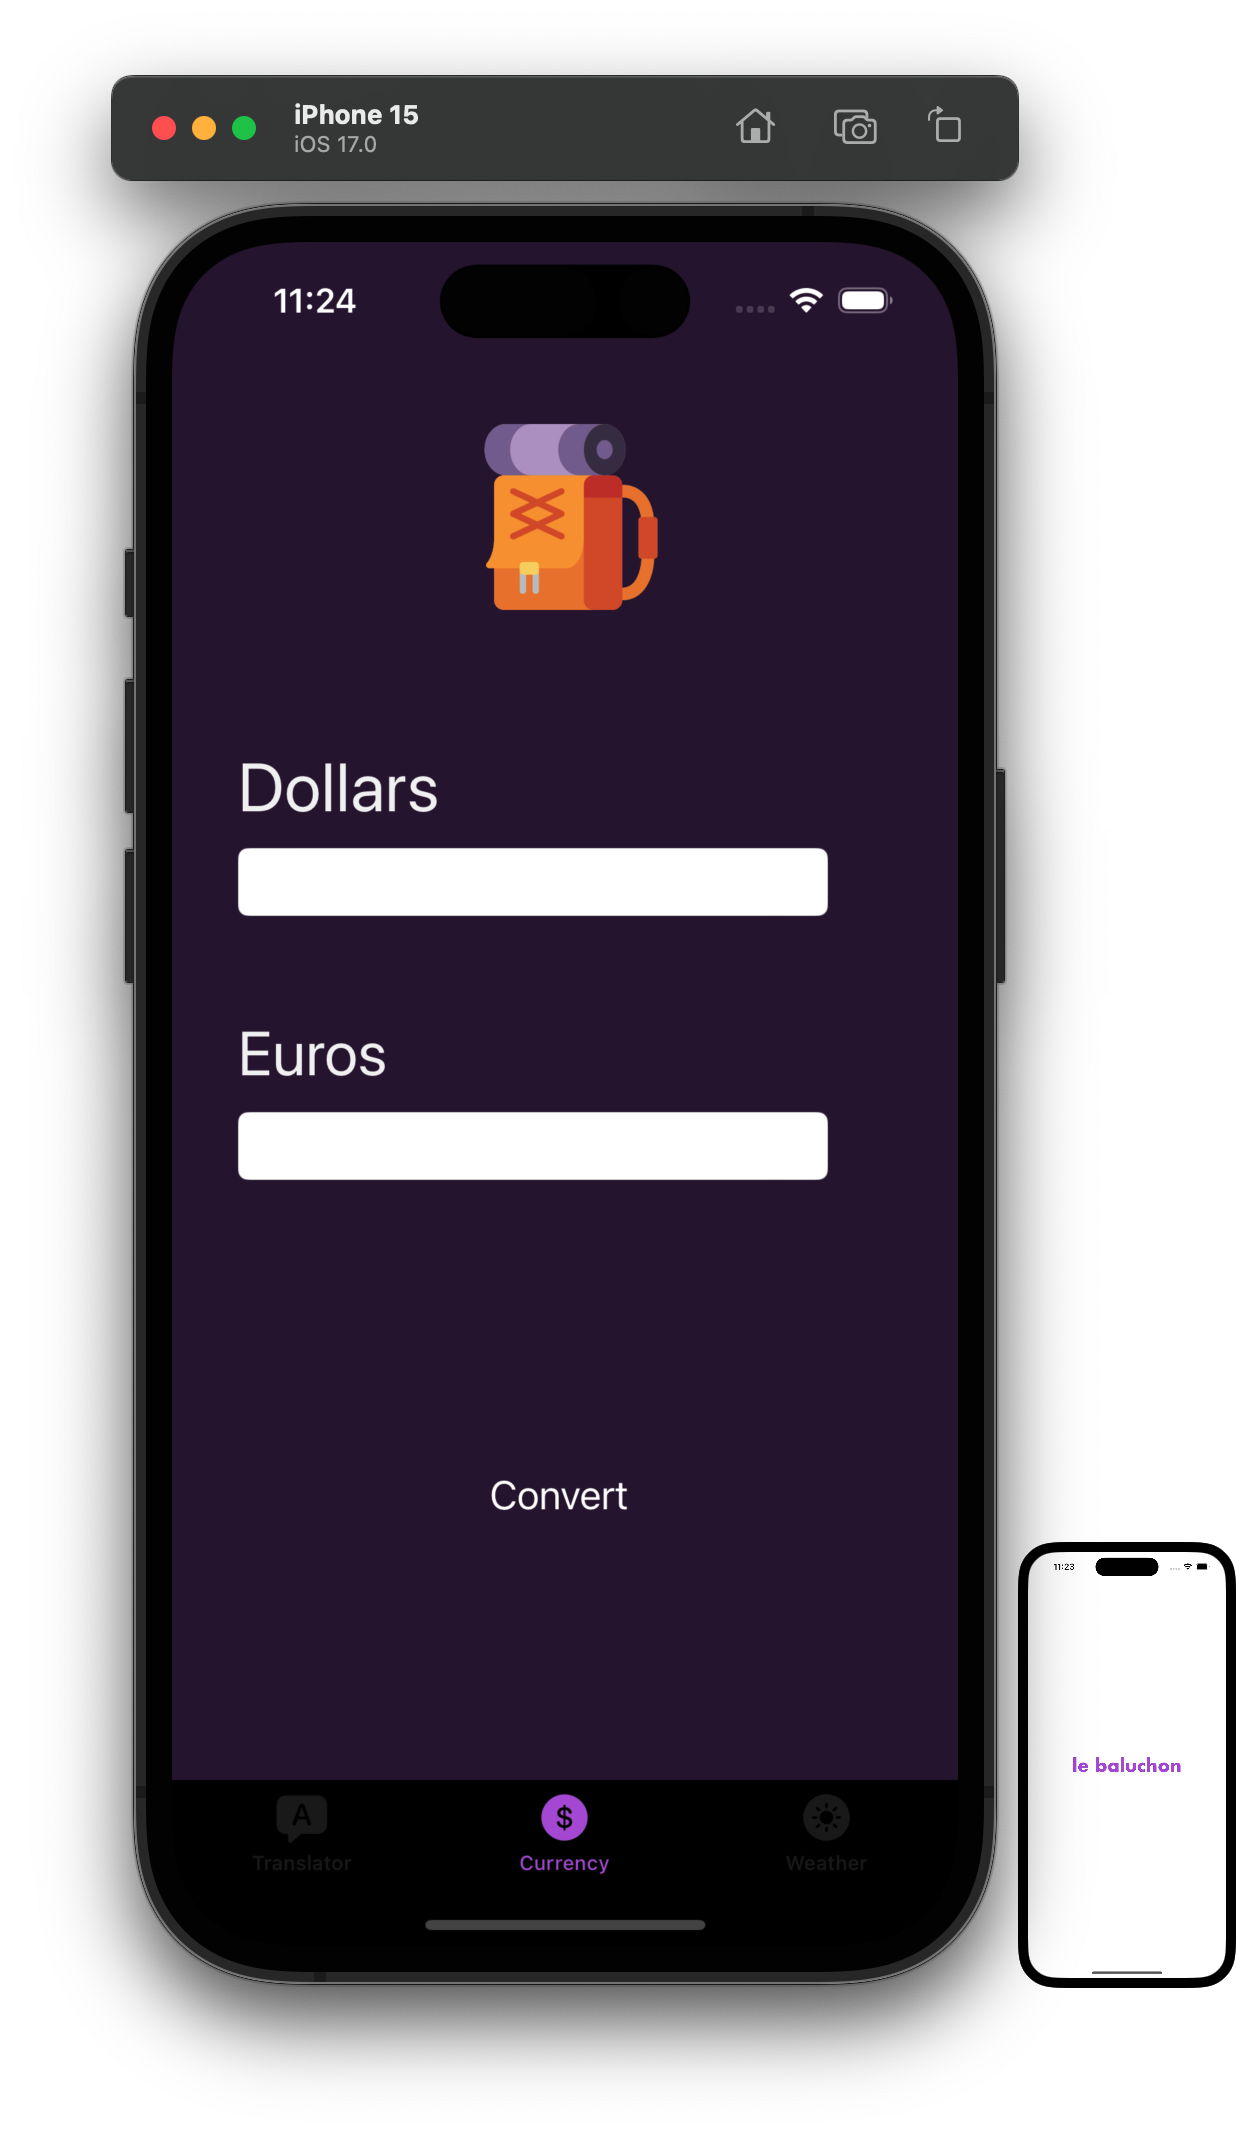 iPhone 15
iOS 17.0
11:24
Dollars
Euros
Convert
A
$
Translator
Currency
Weather
11:23
le baluchon